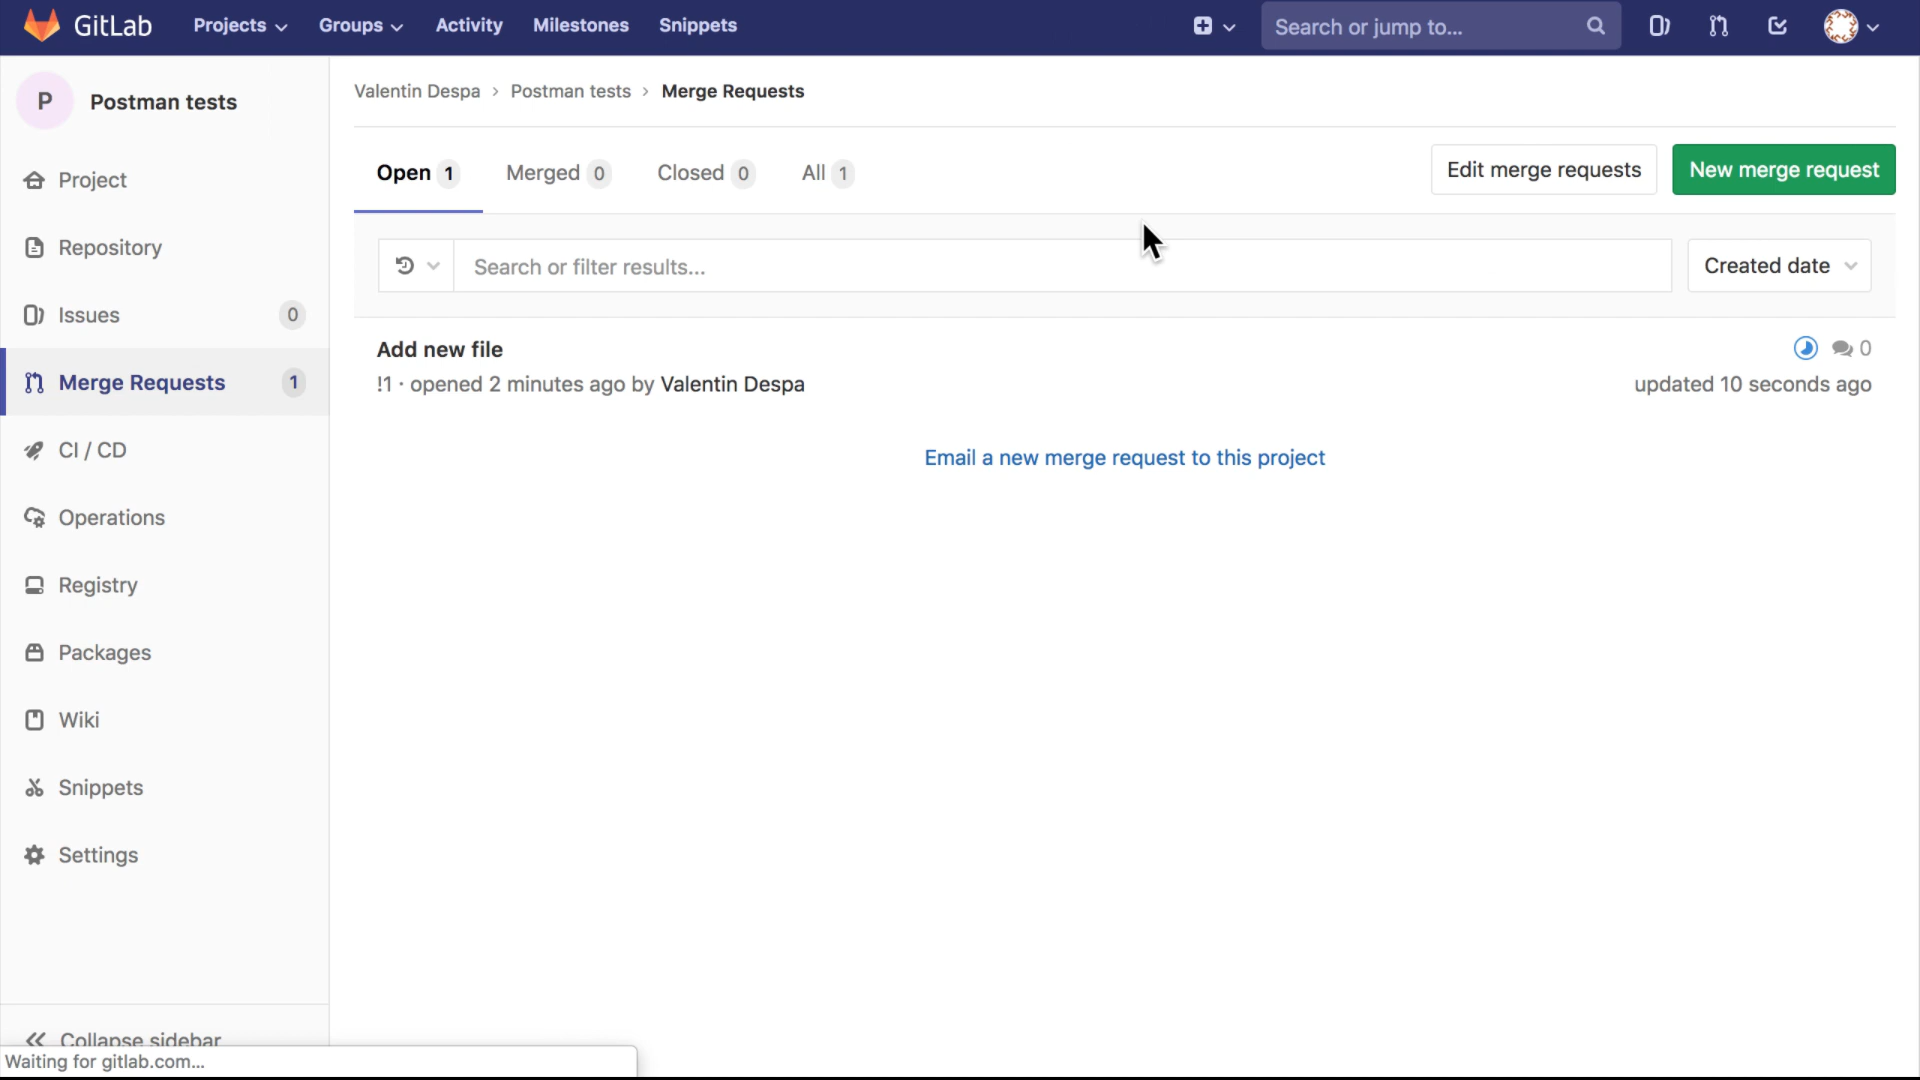 GitLab Projects Groups Activity Milestones Snippets Search or jump to...
P Postman tests
Project
Repository
Issues 0
Merge Requests 1
CI / CD
Operations
Registry
Packages
Wiki
Snippets
Settings
Collapse sidebar
Waiting for gitlab.com...
Valentin Despa > Postman tests > Merge Requests
Open 1 Merged 0 Closed 0 All 1 Edit merge requests New merge request
Search or filter results... Created date
Add new file 0
!1 · opened 2 minutes ago by Valentin Despa updated 10 seconds ago
Email a new merge request to this project